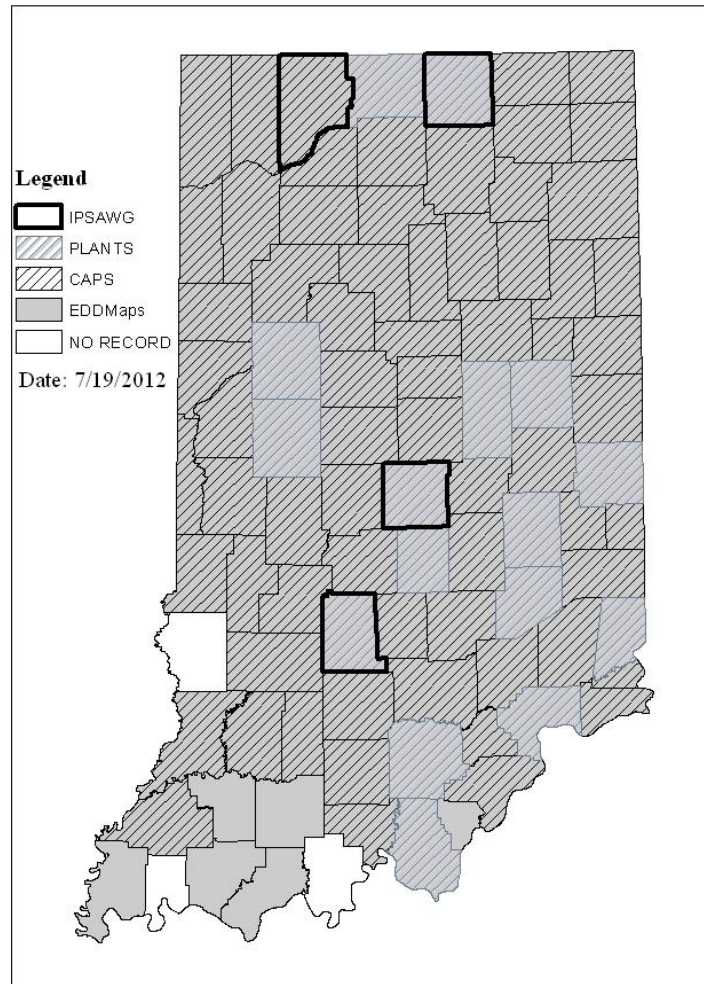 Legend
IPSAWG
PLANTS
CAPS
EDDMaps
NO RECORD
Date: 7/19/2012